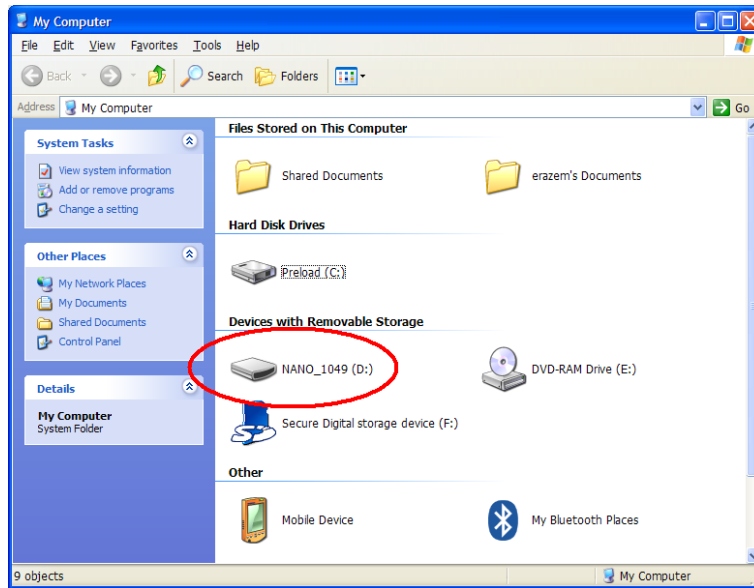 My Computer
File Edit View Favorites Tools Help
Back Search Folders
Address My Computer Go
System Tasks
View system information
Add or remove programs
Change a setting
Other Places
My Network Places
My Documents
Shared Documents
Control Panel
Details
My Computer
System Folder
Files Stored on This Computer
Shared Documents erazem's Documents
Hard Disk Drives
Preload (C:)
Devices with Removable Storage
NANO_1049 (D:) DVD-RAM Drive (E:)
Secure Digital storage device (F:)
Other
Mobile Device My Bluetooth Places
9 objects My Computer